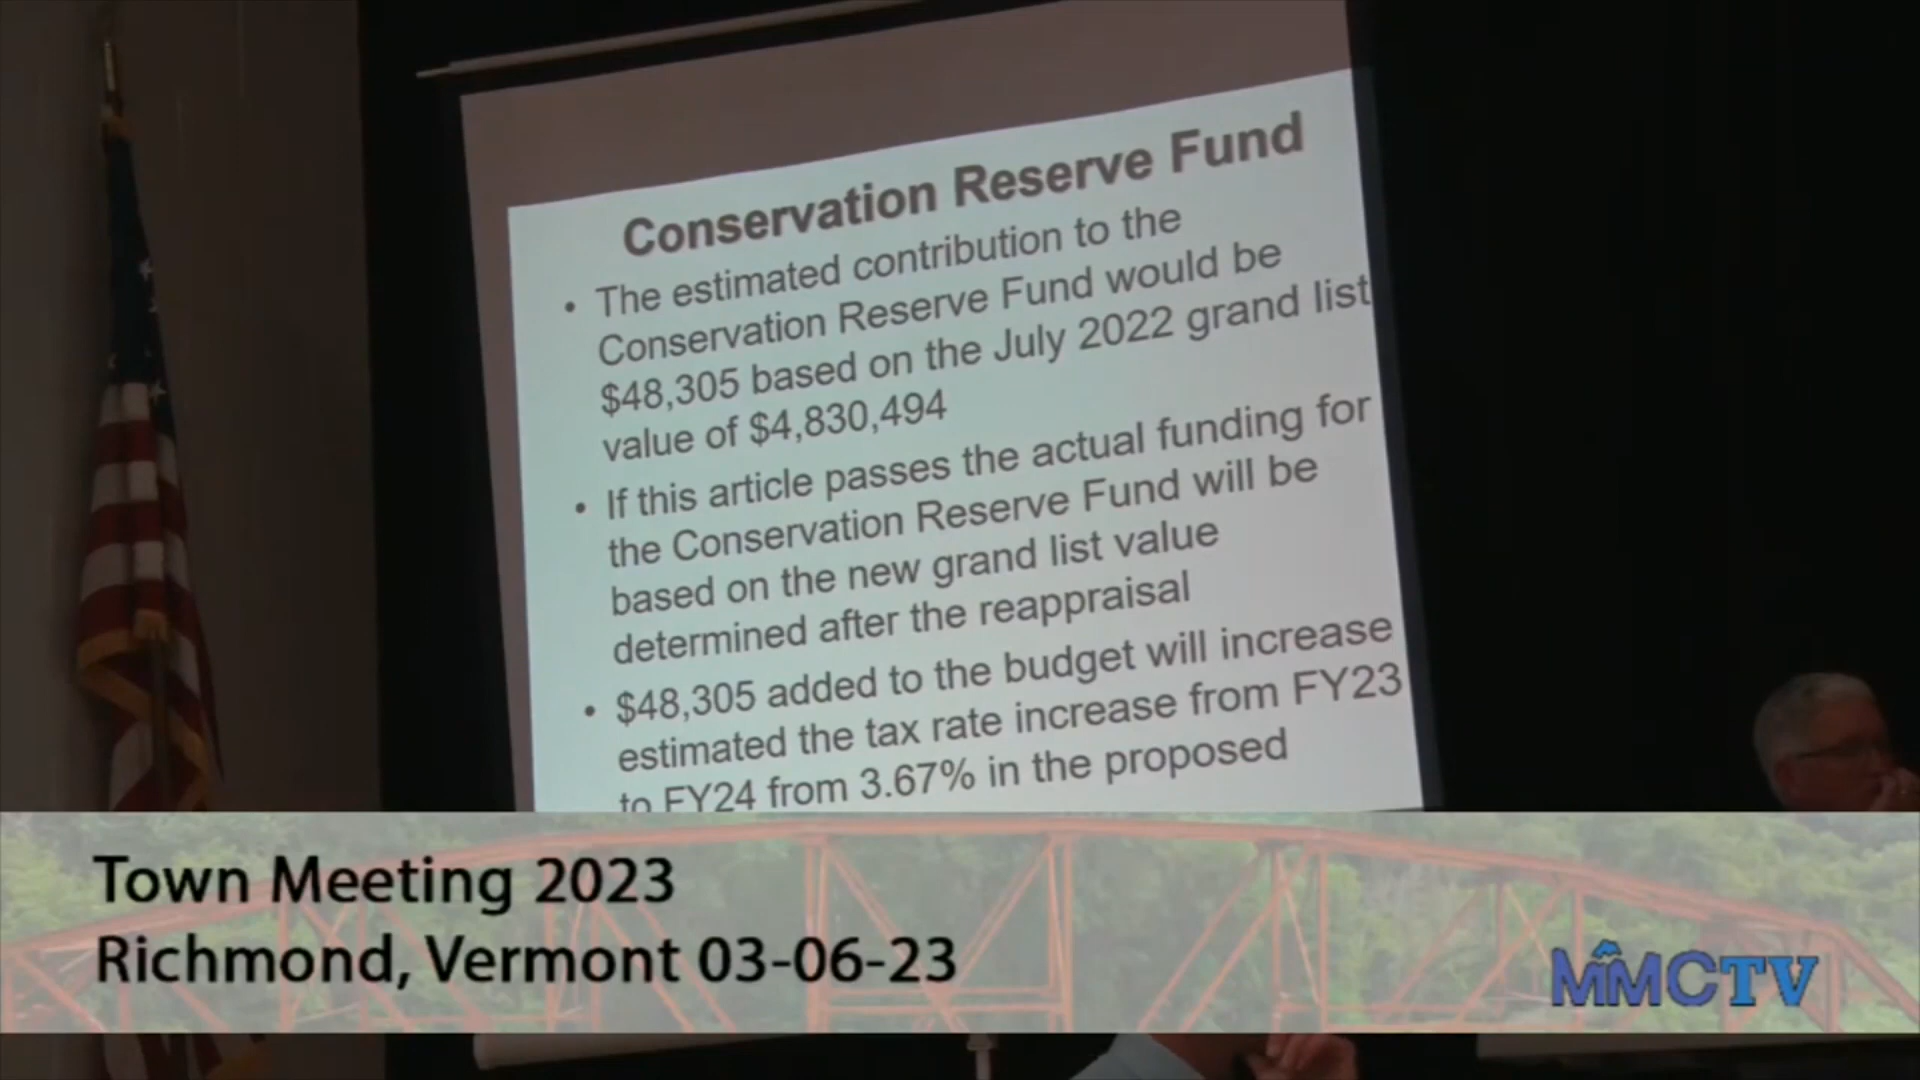 Conservation Reserve Fund
• The estimated contribution to the
Conservation Reserve Fund would be
$48,305 based on the July 2022 grand list
value of $4,830,494
• If this article passes the actual funding for
the Conservation Reserve Fund will be
based on the new grand list value
determined after the reappraisal
• $48,305 added to the budget will increase
estimated the tax rate increase from FY23
to FY24 from 3.67% in the proposed
Town Meeting 2023
Richmond, Vermont 03-06-23
MMCTV